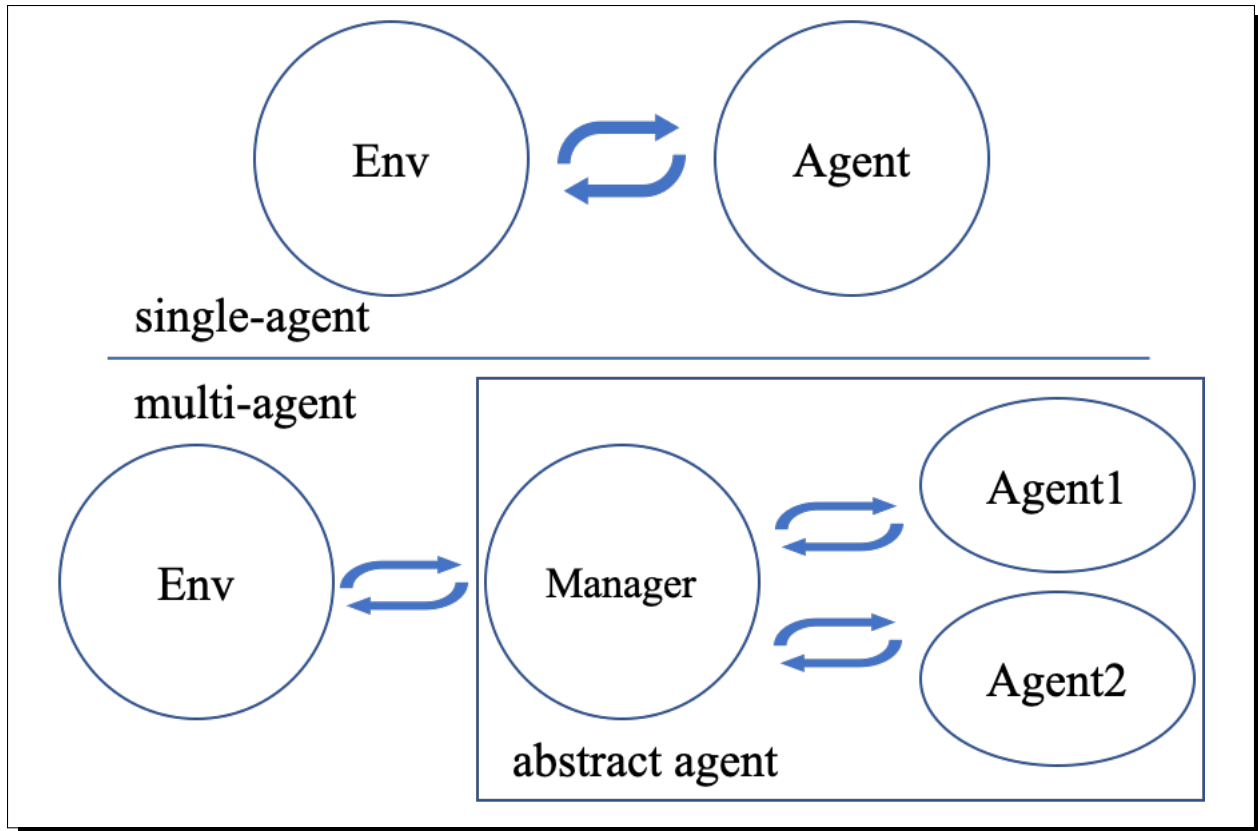 Env
Agent
single-agent
multi-agent
Env
Manager
Agent1
Agent2
abstract agent